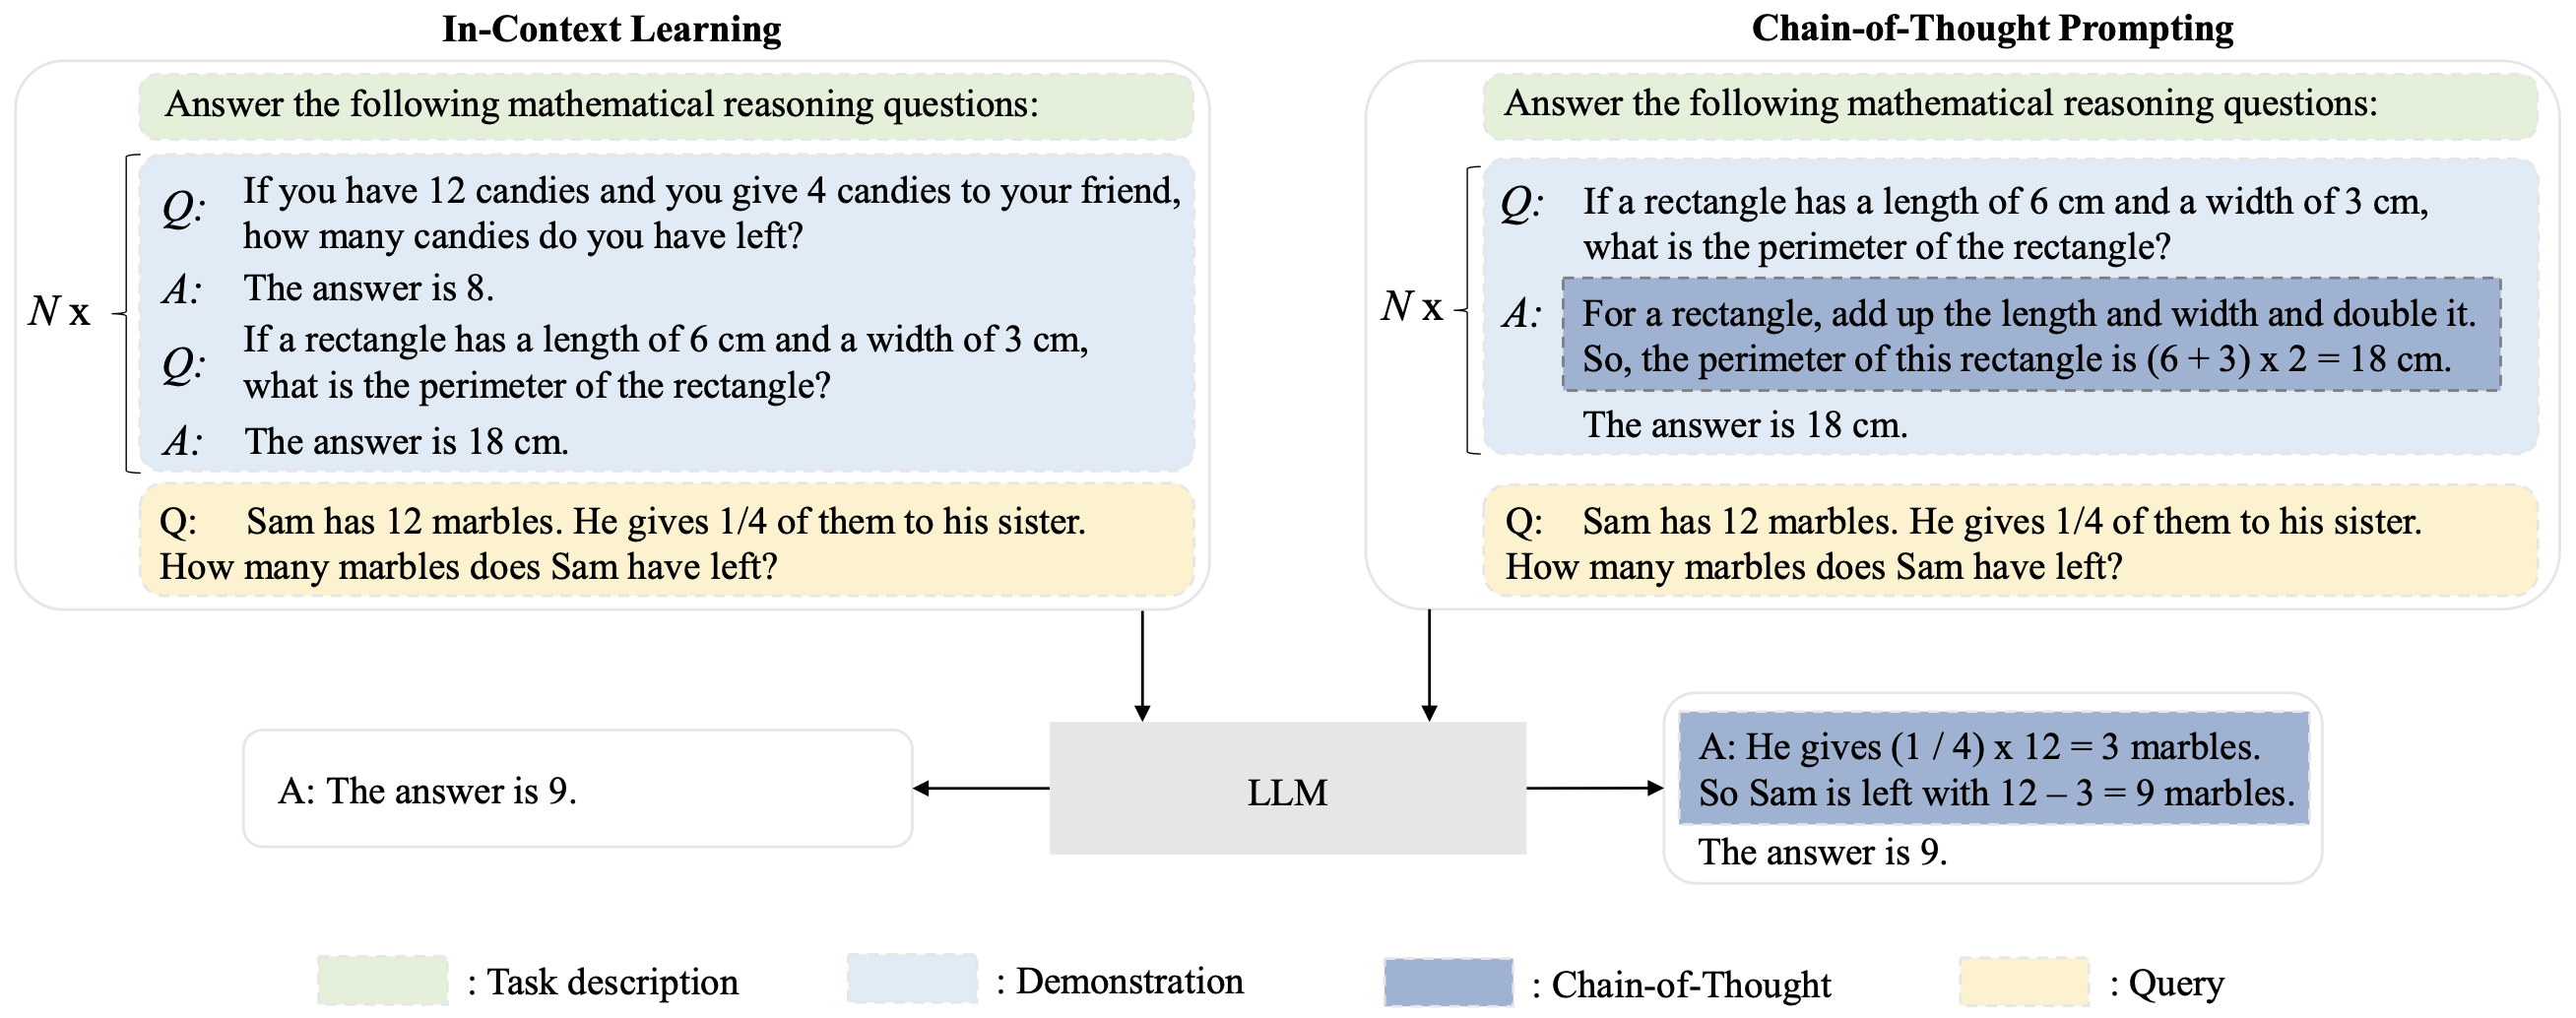 In-Context Learning
Answer the following mathematical reasoning questions:
N x
Q: If you have 12 candies and you give 4 candies to your friend,
how many candies do you have left?
A: The answer is 8.
Q: If a rectangle has a length of 6 cm and a width of 3 cm,
what is the perimeter of the rectangle?
A: The answer is 18 cm.
Q: Sam has 12 marbles. He gives 1/4 of them to his sister.
How many marbles does Sam have left?
Chain-of-Thought Prompting
Answer the following mathematical reasoning questions:
N x
Q: If a rectangle has a length of 6 cm and a width of 3 cm,
what is the perimeter of the rectangle?
A: For a rectangle, add up the length and width and double it.
So, the perimeter of this rectangle is (6 + 3) x 2 = 18 cm.
The answer is 18 cm.
Q: Sam has 12 marbles. He gives 1/4 of them to his sister.
How many marbles does Sam have left?
A: The answer is 9.
LLM
A: He gives (1 / 4) x 12 = 3 marbles.
So Sam is left with 12 – 3 = 9 marbles.
The answer is 9.
: Task description
: Demonstration
: Chain-of-Thought
: Query